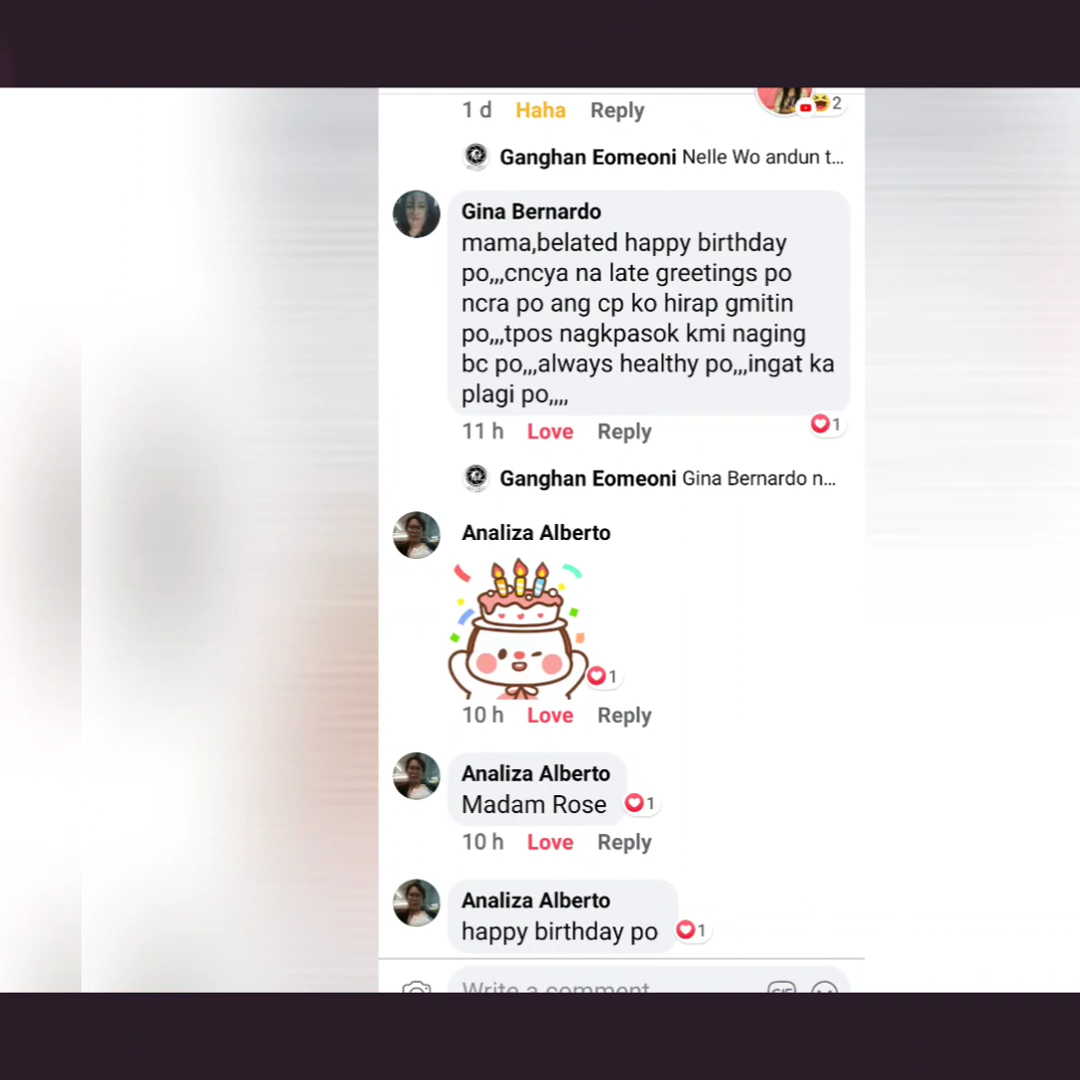 1 d Haha Reply
2
Ganghan Eomeoni Nelle Wo andun t...
Gina Bernardo
mama,belated happy birthday
po,,,cncya na late greetings po
ncra po ang cp ko hirap gmitin
po,,,tpos nagkpasok kmi naging
bc po,,,always healthy po,,,ingat ka
plagi po,,,,
11 h Love Reply
1
Ganghan Eomeoni Gina Bernardo n...
Analiza Alberto
1
10 h Love Reply
Analiza Alberto
Madam Rose
1
10 h Love Reply
Analiza Alberto
happy birthday po
1
Write a comment
GIF